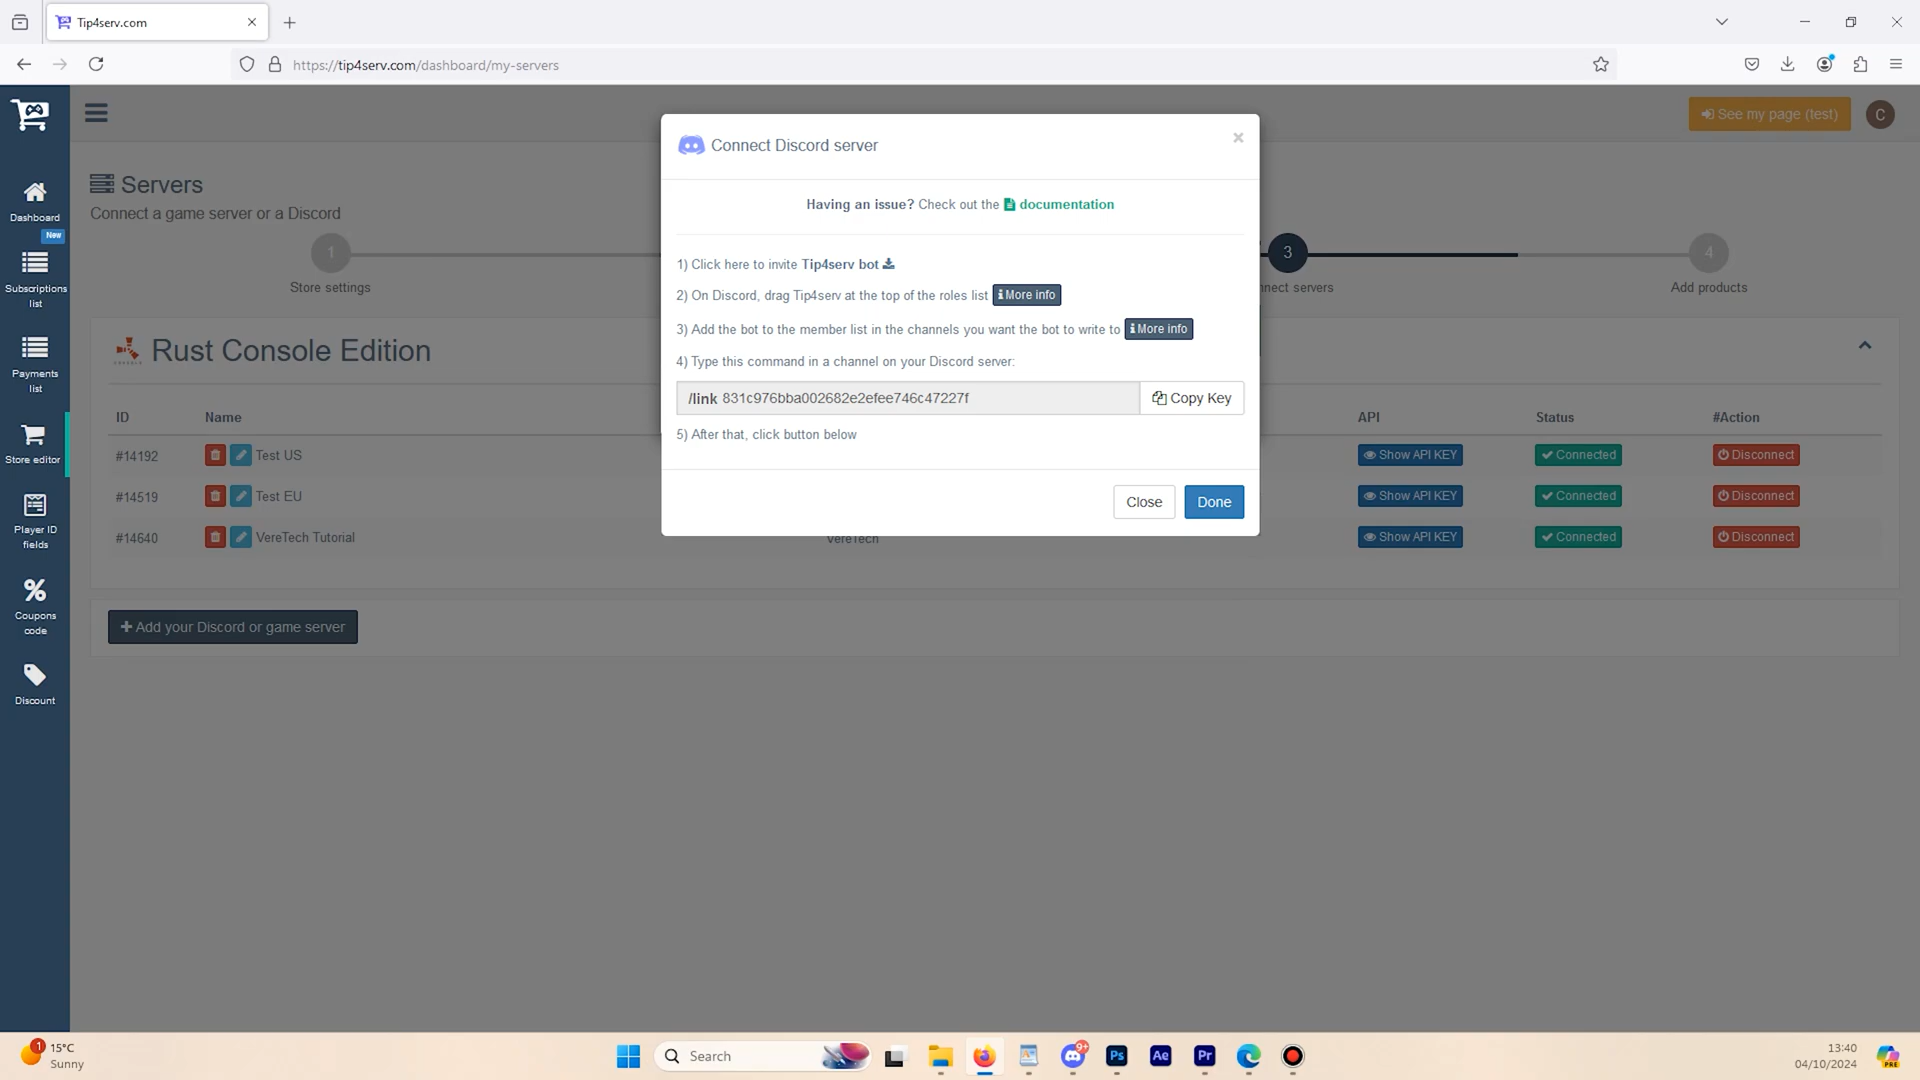 Tip4serv.com
https://tip4serv.com/dashboard/my-servers
See my page (test)
C
Connect Discord server
×
Servers
Connect a game server or a Discord
Having an issue? Check out the documentation
1
3
4
Store settings
nnect servers
Add products
1) Click here to invite Tip4serv bot
2) On Discord, drag Tip4serv at the top of the roles list More info
3) Add the bot to the member list in the channels you want the bot to write to More info
4) Type this command in a channel on your Discord server:
/link 831c976bba002682e2efee746c47227f
Copy Key
5) After that, click button below
Close
Done
Rust Console Edition
ID
Name
API
Status
#Action
#14192
Test US
Show API KEY
Connected
Disconnect
#14519
Test EU
Show API KEY
Connected
Disconnect
#14640
VereTech Tutorial
VereTech
Show API KEY
Connected
Disconnect
Add your Discord or game server
Dashboard
New
Subscriptions
list
Payments
list
Store editor
Player ID
fields
Coupons
code
Discount
1
15°C
Sunny
Search
9+
Ps
Ae
Pr
13:40
04/10/2024
PRE